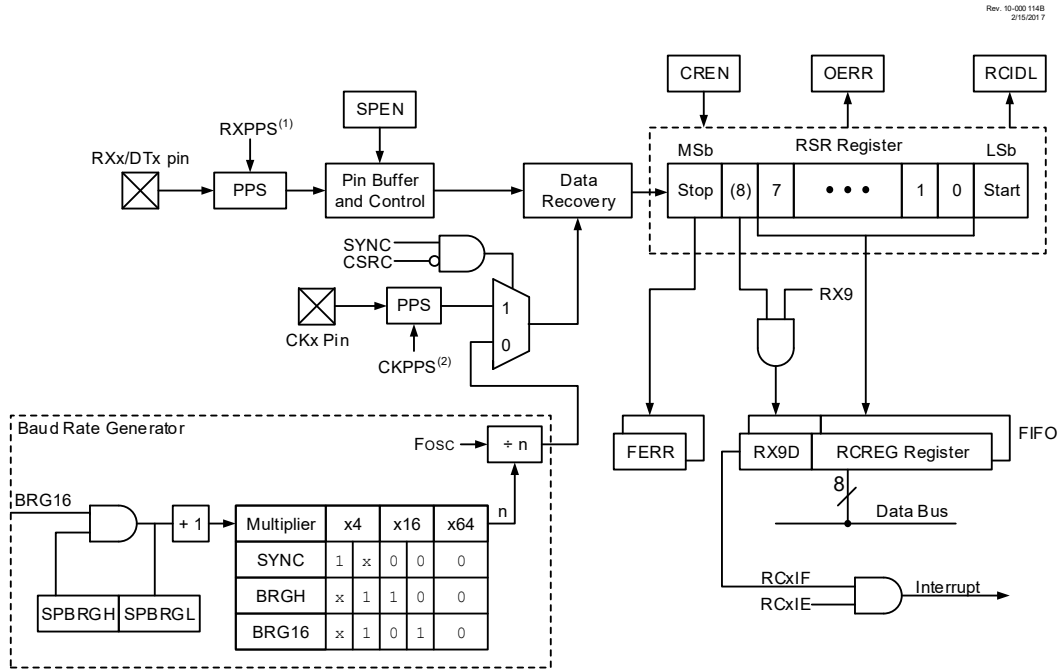 Rev. 10-000 114B
2/15/2017
CREN
OERR
RCIDL
SPEN
RXPPS(1)
RXx/DTx pin
PPS
Pin Buffer
and Control
Data
Recovery
MSb
RSR Register
LSb
Stop
(8)
7
• • •
1
0
Start
SYNC
CSRC
CKx Pin
PPS
CKPPS(2)
1
0
RX9
Baud Rate Generator
FOSC
÷ n
n
FERR
RX9D
RCREG Register
FIFO
8
Data Bus
BRG16
+ 1
SPBRGH
SPBRGL
Multiplier x4 x16 x64
SYNC 1 x 0 0 0
BRGH x 1 1 0 0
BRG16 x 1 0 1 0
RCxIF
RCxIE
Interrupt